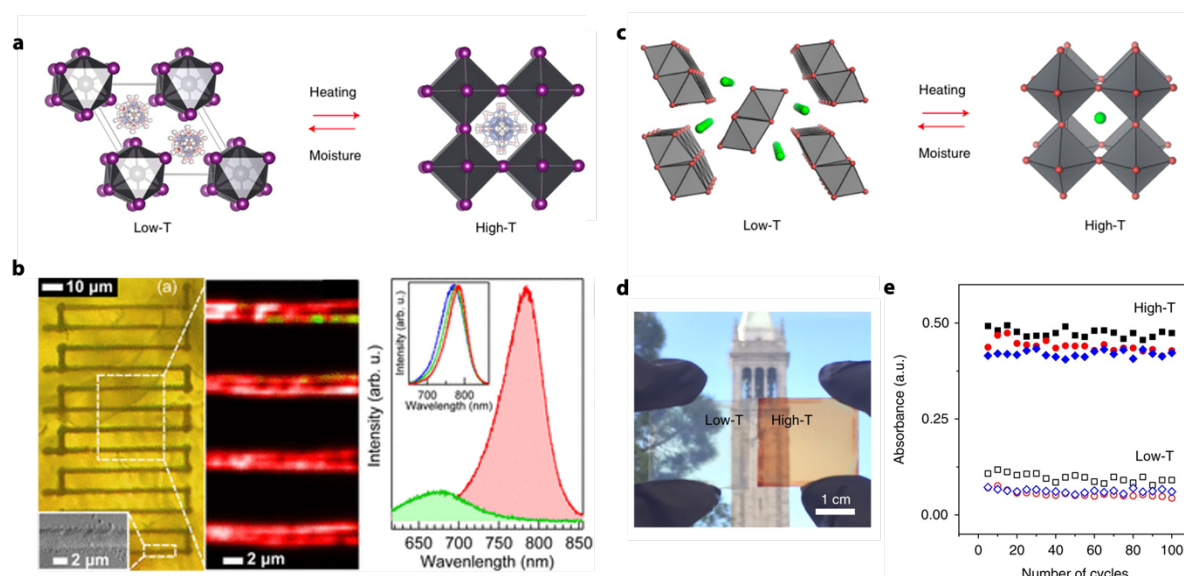 a
Heating
Moisture
Low-T
High-T
c
Heating
Moisture
Low-T
High-T
b
10 µm
(a)
2 µm
2 µm
Intensity (arb. u.)
Intensity (arb. u.)
700 800
Wavelength (nm)
650 700 750 800 850
Wavelength (nm)
d
Low-T
High-T
1 cm
e
High-T
Low-T
Absorbance (a.u.)
0.50
0.25
0.00
0 20 40 60 80 100
Number of cycles